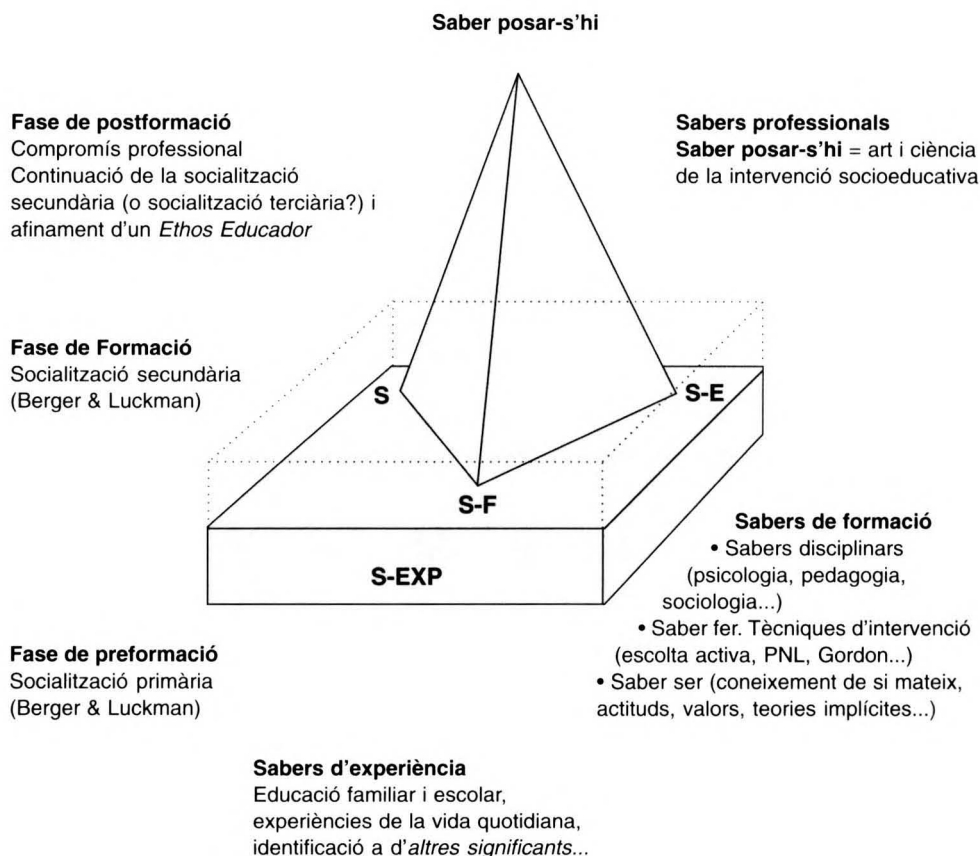 Saber posar-s'hi
Fase de postformació
Compromís professional
Continuació de la socialització
secundària (o socialització terciària?) i
afinament d'un Ethos Educador
Sabers professionals
Saber posar-s'hi = art i ciència
de la intervenció socioeducativa
Fase de Formació
Socialització secundària
(Berger & Luckman)
S
S-E
S-F
S-EXP
Sabers de formació
• Sabers disciplinars
(psicologia, pedagogia,
sociologia...)
• Saber fer. Tècniques d'intervenció
(escolta activa, PNL, Gordon...)
• Saber ser (coneixement de si mateix,
actituds, valors, teories implícites...)
Fase de preformació
Socialització primària
(Berger & Luckman)
Sabers d'experiència
Educació familiar i escolar,
experiències de la vida quotidiana,
identificació a d'altres significants...